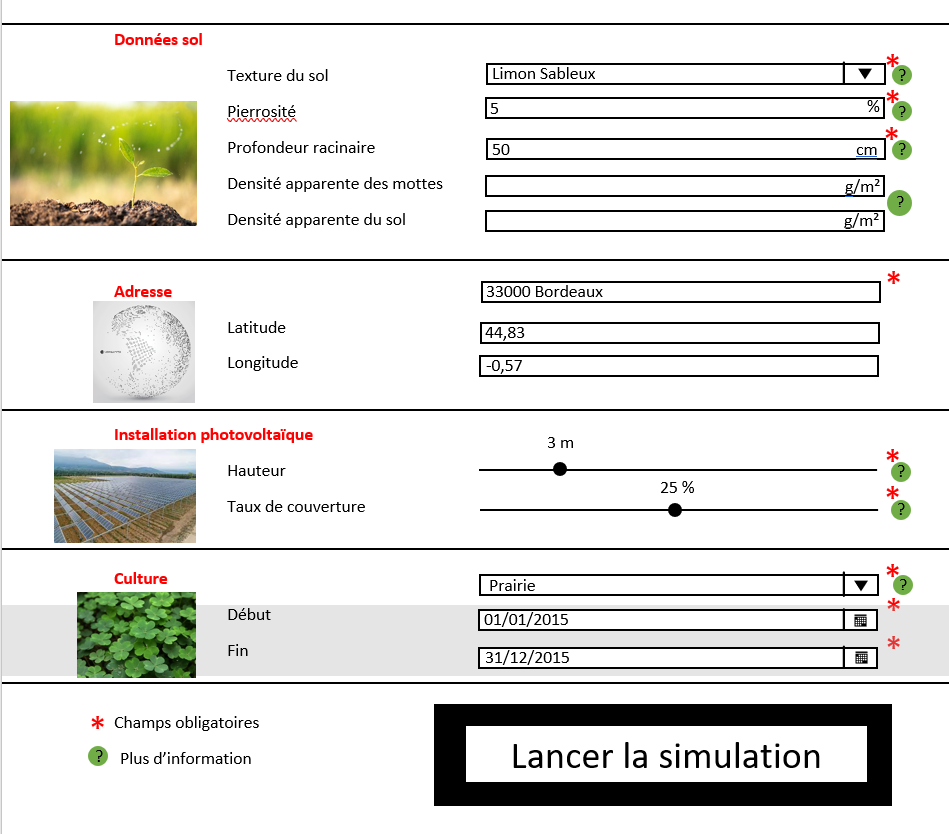 Données sol
Texture du sol Limon Sableux * ?
Pierrosité 5 % * ?
Profondeur racinaire 50 cm * ?
Densité apparente des mottes g/m²
?
Densité apparente du sol g/m²
Adresse 33000 Bordeaux *
Latitude 44,83
Longitude -0,57
Installation photovoltaïque
3 m
Hauteur * ?
25 %
Taux de couverture * ?
Culture Prairie * ?
Début 01/01/2015 *
Fin 31/12/2015 *
* Champs obligatoires
? Plus d’information
Lancer la simulation